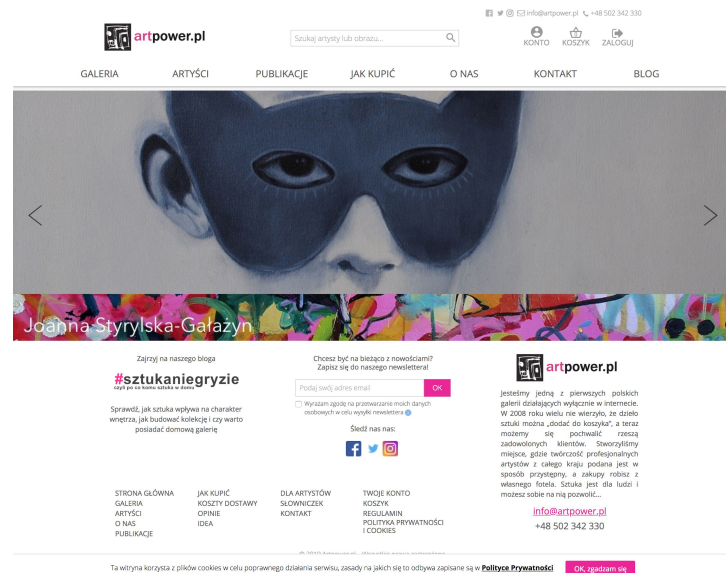 info@artpower.pl +48 502 342 330
artpower.pl
Szukaj artysty lub obrazu...
KONTO KOSZYK ZALOGUJ
GALERIA ARTYŚCI PUBLIKACJE JAK KUPIĆ O NAS KONTAKT BLOG
Joanna Styrylska-Gałażyn
Zajrzyj na naszego bloga
#sztukaniegryzie
czyli po co komu sztuka w domu
Sprawdź, jak sztuka wpływa na charakter
wnętrza, jak budować kolekcję i czy warto
posiadać domową galerię
Chcesz być na bieżąco z nowościami?
Zapisz się do naszego newslettera!
Podaj swój adres email OK
Wyrażam zgodę na przetwarzanie moich danych
osobowych w celu wysyłki newslettera
Śledź nas nas:
artpower.pl
Jesteśmy jedną z pierwszych polskich
galerii działających wyłącznie w internecie.
W 2008 roku wielu nie wierzyło, że dzieło
sztuki można „dodać do koszyka”, a teraz
możemy się pochwalić rzeszą
zadowolonych klientów. Stworzyliśmy
miejsce, gdzie twórczość profesjonalnych
artystów z całego kraju podana jest w
sposób przystępny, a zakupy robisz z
własnego fotela. Sztuka jest dla ludzi i
możesz sobie na nią pozwolić...
info@artpower.pl
+48 502 342 330
STRONA GŁÓWNA
GALERIA
ARTYŚCI
O NAS
PUBLIKACJE
JAK KUPIĆ
KOSZTY DOSTAWY
OPINIE
IDEA
DLA ARTYSTÓW
SŁOWNICZEK
KONTAKT
TWOJE KONTO
KOSZYK
REGULAMIN
POLITYKA PRYWATNOŚCI
I COOKIES
Ta witryna korzysta z plików cookies w celu poprawnego działania serwisu, zasady na jakich się to odbywa zapisane są w Polityce Prywatności OK, zgadzam się